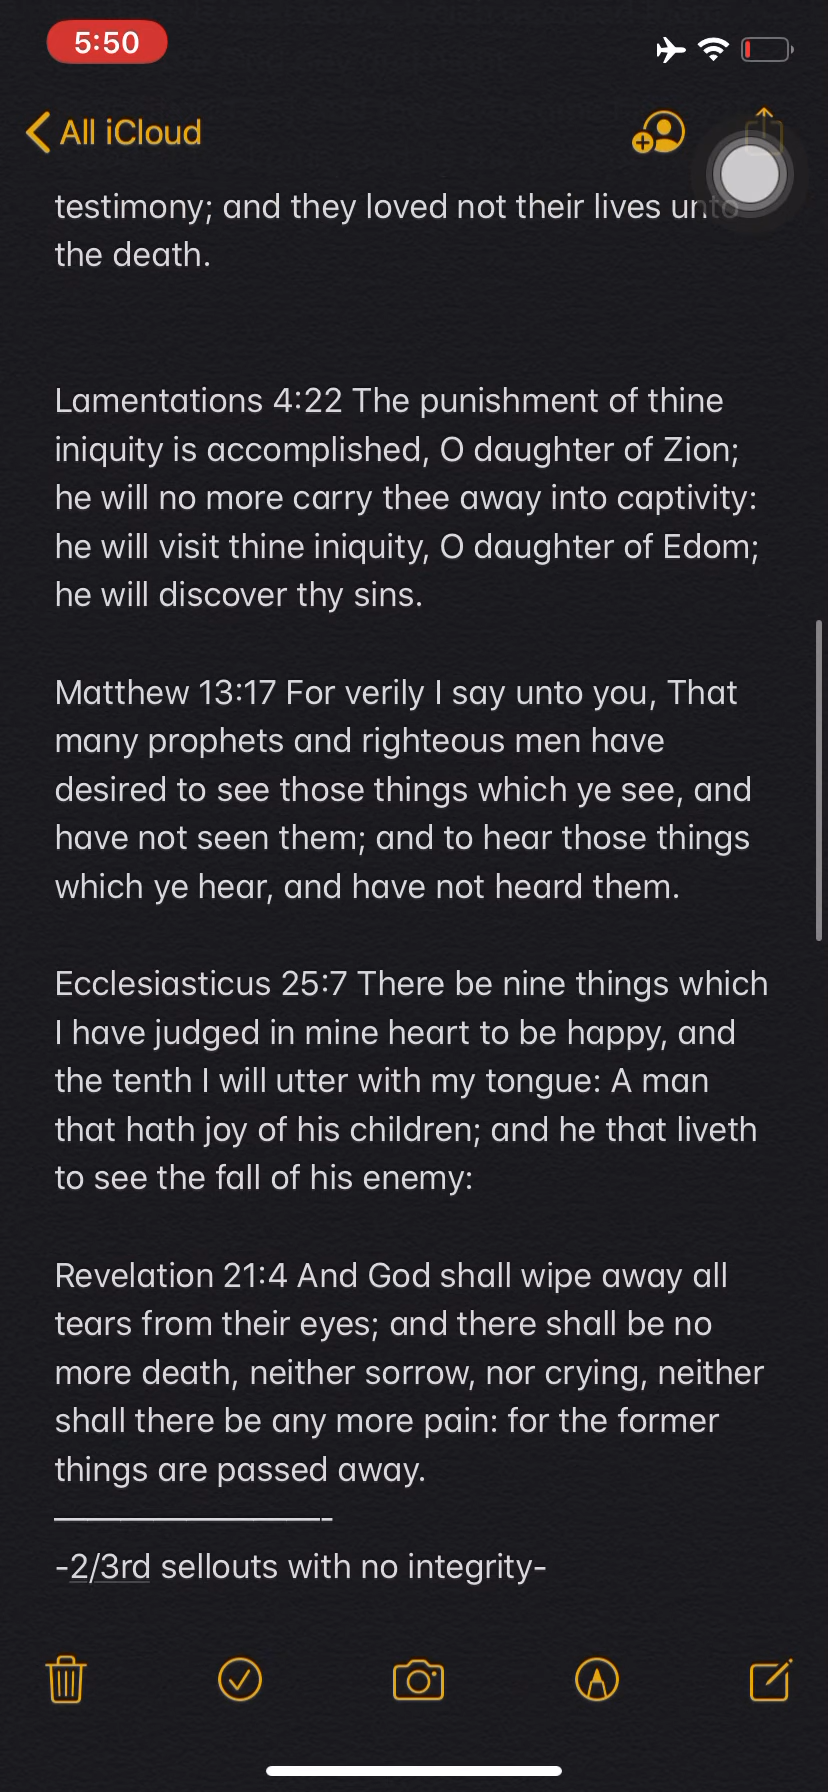 5:50
All iCloud
testimony; and they loved not their lives unto
the death.
Lamentations 4:22 The punishment of thine
iniquity is accomplished, O daughter of Zion;
he will no more carry thee away into captivity:
he will visit thine iniquity, O daughter of Edom;
he will discover thy sins.
Matthew 13:17 For verily I say unto you, That
many prophets and righteous men have
desired to see those things which ye see, and
have not seen them; and to hear those things
which ye hear, and have not heard them.
Ecclesiasticus 25:7 There be nine things which
I have judged in mine heart to be happy, and
the tenth I will utter with my tongue: A man
that hath joy of his children; and he that liveth
to see the fall of his enemy:
Revelation 21:4 And God shall wipe away all
tears from their eyes; and there shall be no
more death, neither sorrow, nor crying, neither
shall there be any more pain: for the former
things are passed away.
————————-
-2/3rd sellouts with no integrity-